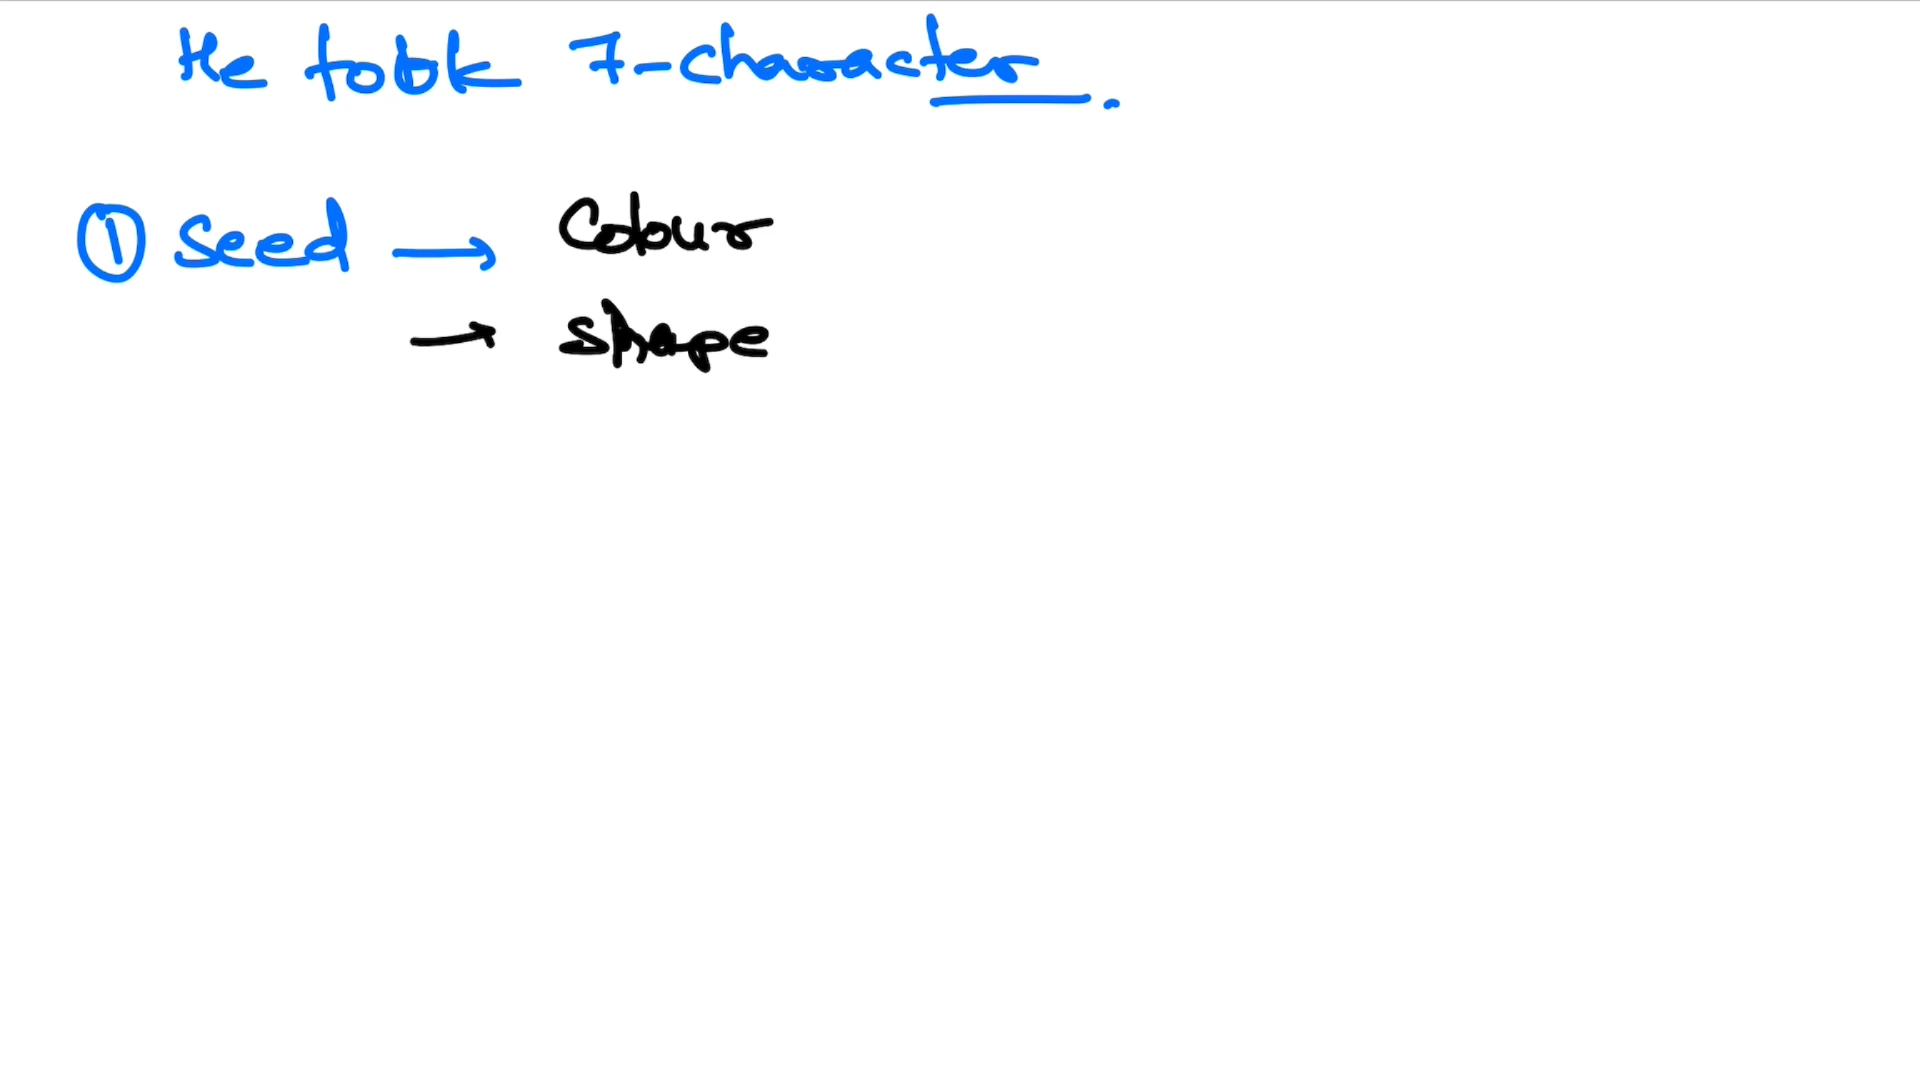 He took 7-character.
① Seed → Colour
→ Shape